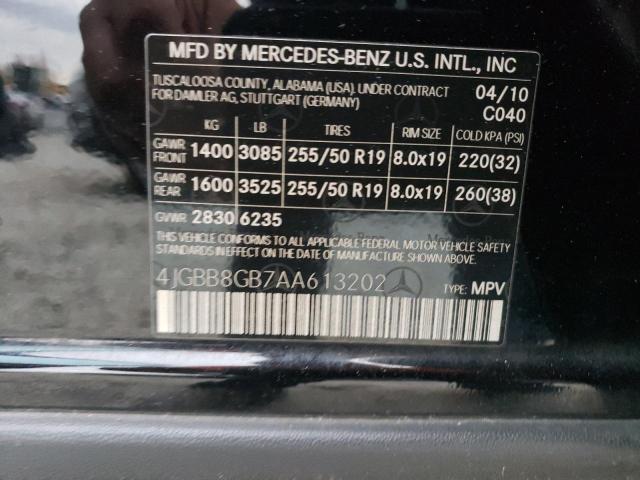 MFD BY MERCEDES-BENZ U.S. INTL., INC
TUSCALOOSA COUNTY, ALABAMA (USA), UNDER CONTRACT 04/10
FOR DAIMLER AG, STUTTGART (GERMANY) C040
KG LB TIRES RIM SIZE COLD KPA (PSI)
GAWR FRONT 1400 3085 255/50 R19 8.0x19 220(32)
GAWR REAR 1600 3525 255/50 R19 8.0x19 260(38)
GVWR 2830 6235
THIS VEHICLE CONFORMS TO ALL APPLICABLE FEDERAL MOTOR VEHICLE SAFETY
STANDARDS IN EFFECT ON THE DATE OF MANUFACTURE SHOWN
ABOVE.
4JGBB8GB7AA613202 TYPE: MPV